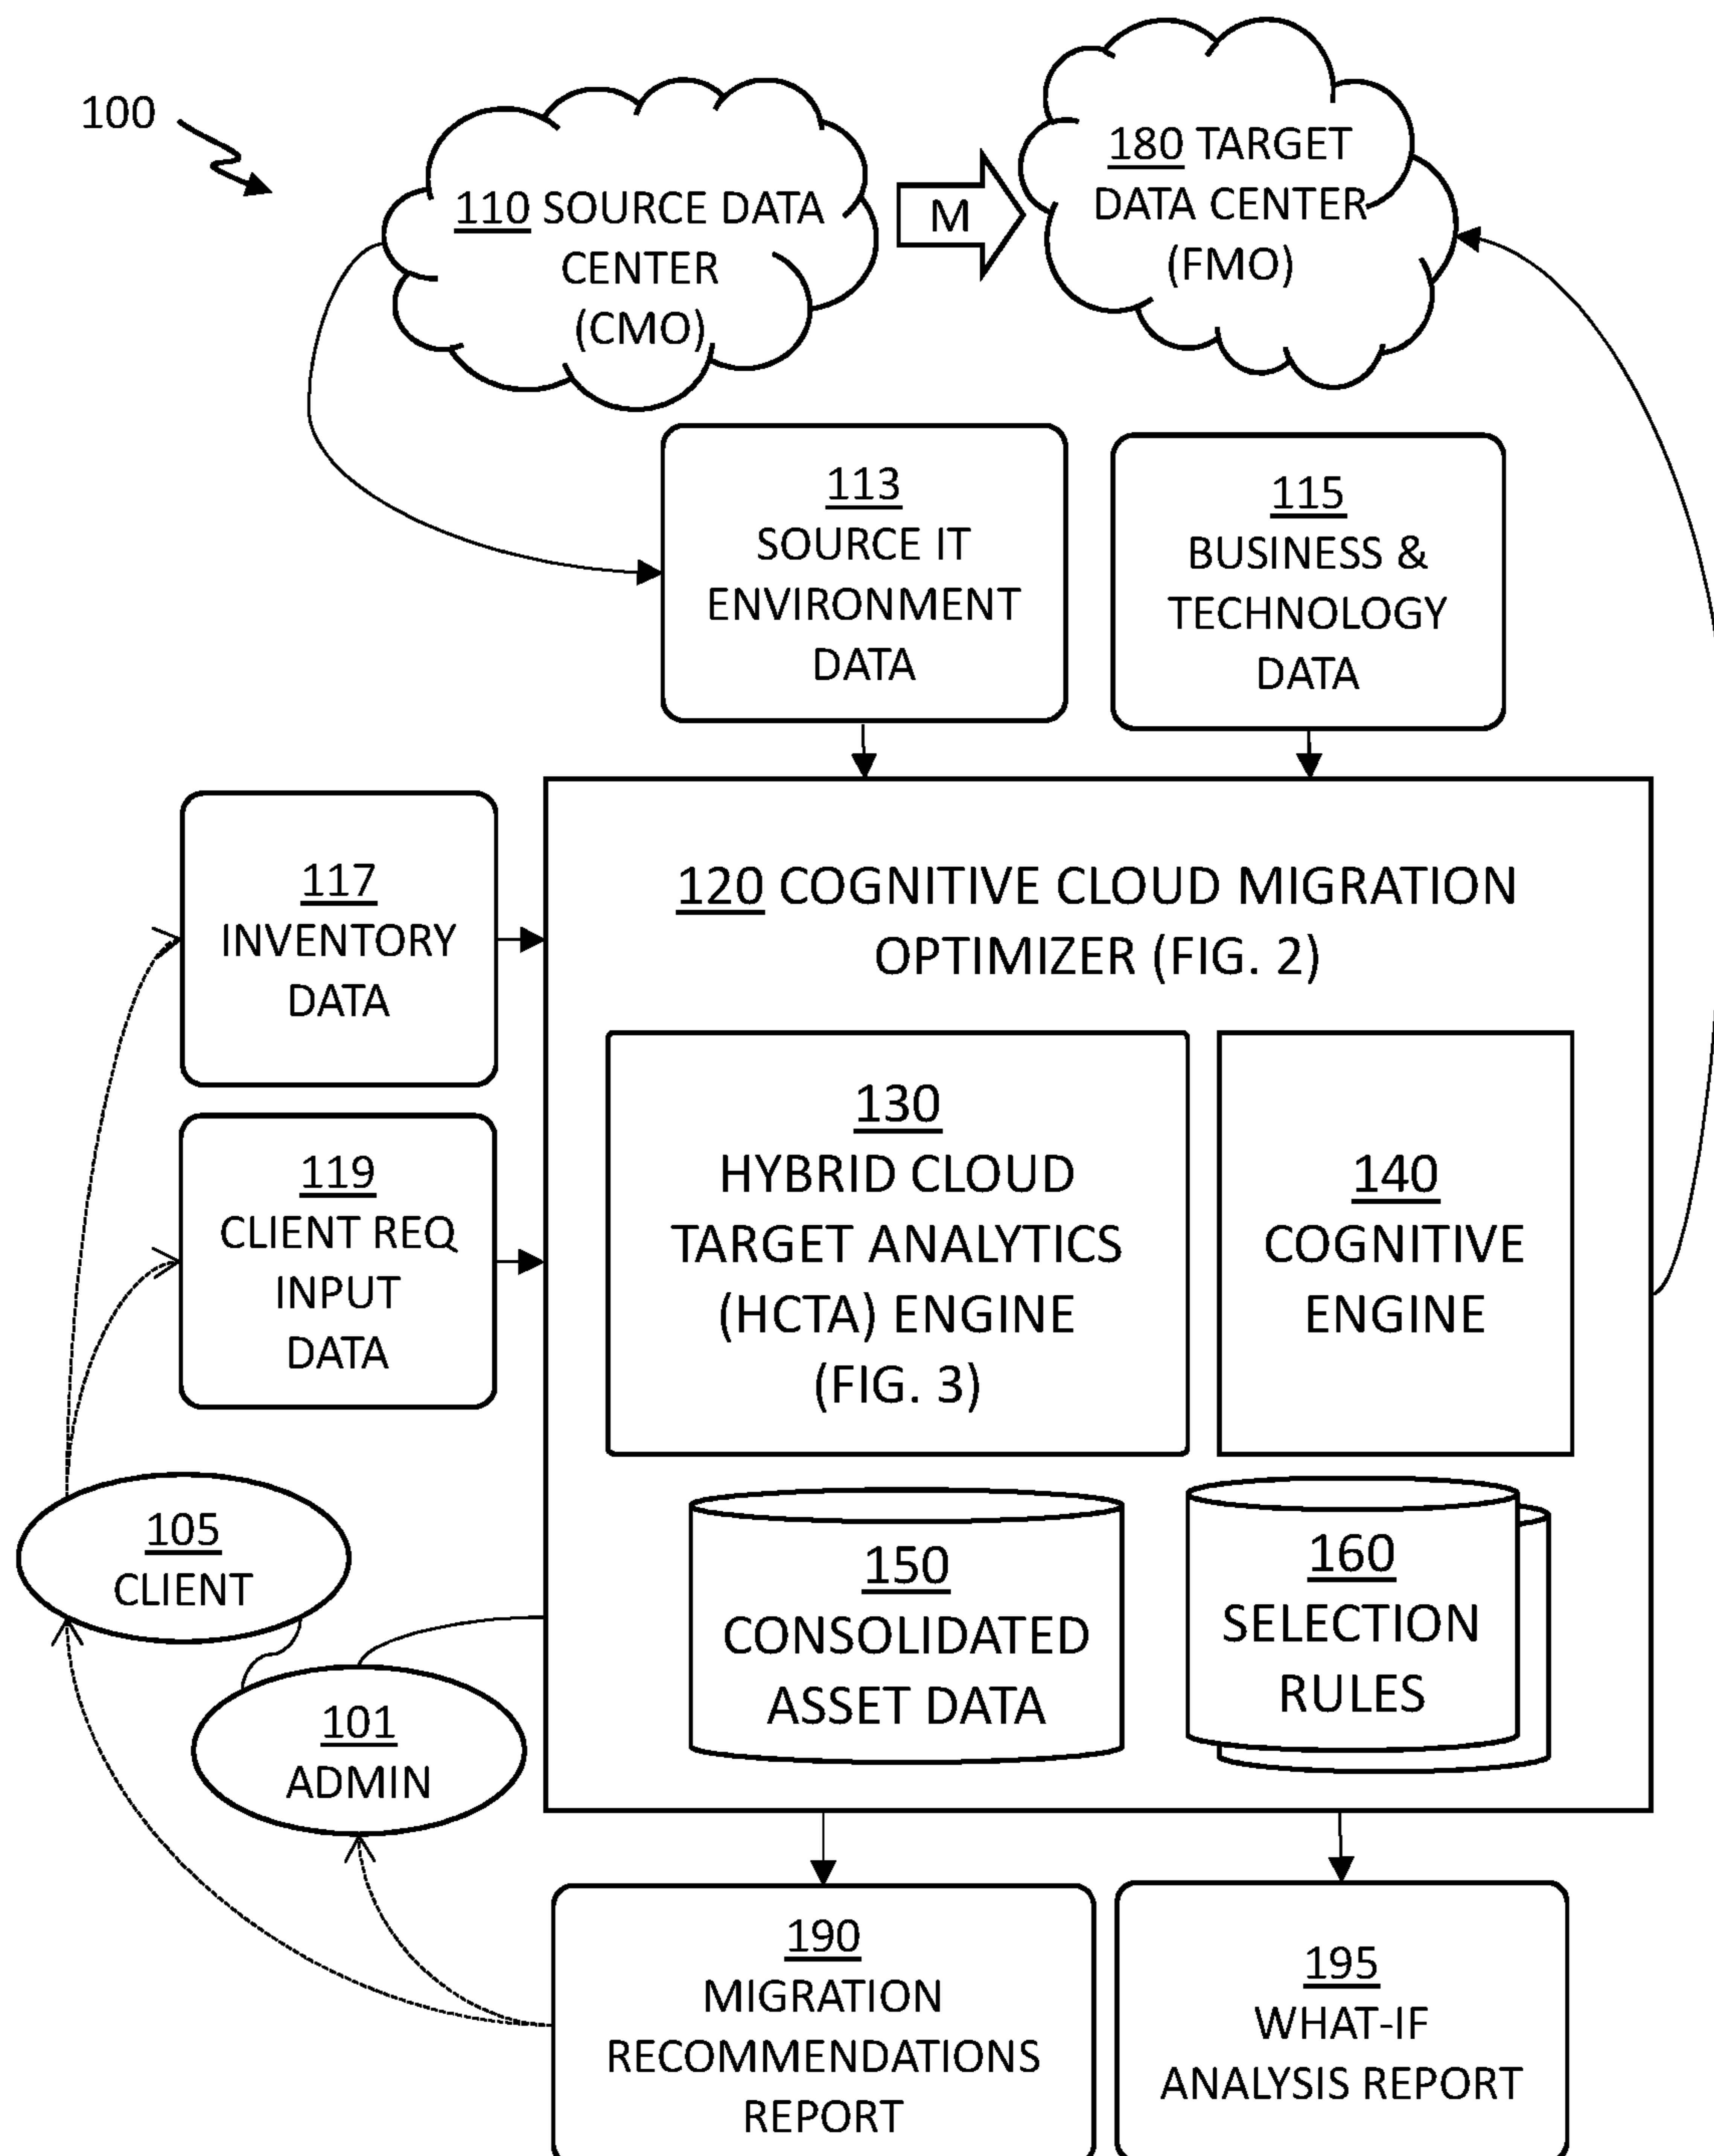 100
110 SOURCE DATA
CENTER
(CMO)
M
180 TARGET
DATA CENTER
(FMO)
113
SOURCE IT
ENVIRONMENT
DATA
115
BUSINESS &
TECHNOLOGY
DATA
117
INVENTORY
DATA
119
CLIENT REQ
INPUT
DATA
120 COGNITIVE CLOUD MIGRATION
OPTIMIZER (FIG. 2)
130
HYBRID CLOUD
TARGET ANALYTICS
(HCTA) ENGINE
(FIG. 3)
140
COGNITIVE
ENGINE
150
CONSOLIDATED
ASSET DATA
160
SELECTION
RULES
105
CLIENT
101
ADMIN
190
MIGRATION
RECOMMENDATIONS
REPORT
195
WHAT-IF
ANALYSIS REPORT